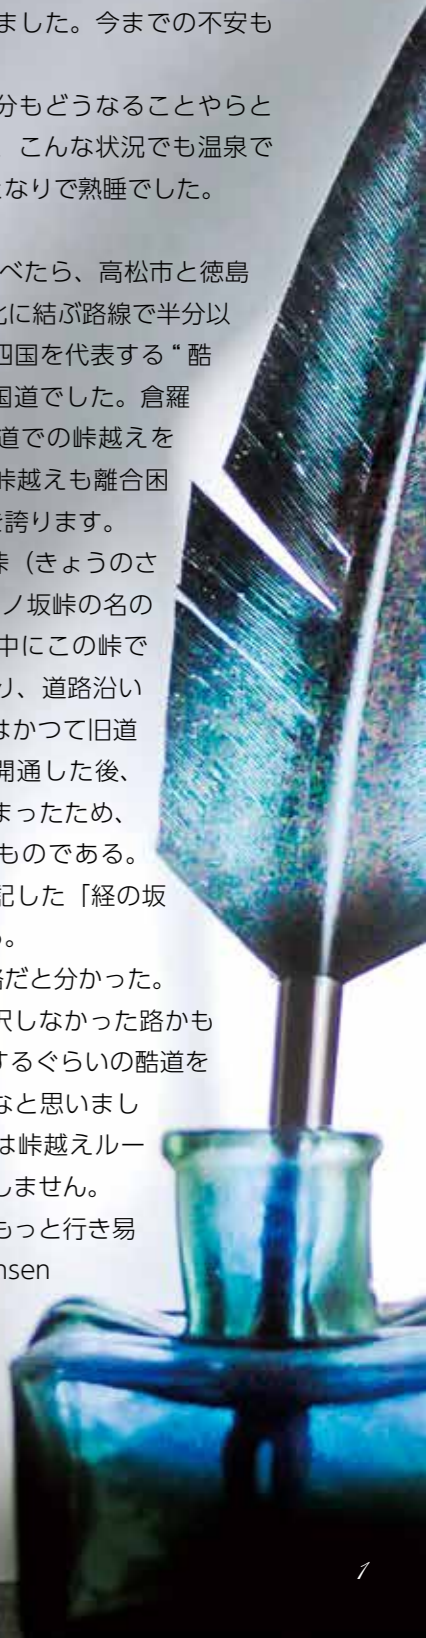 ました。今までの不安も
分もどうなることやらと
、こんな状況でも温泉で
となりで熟睡でした。
べたら、高松市と徳島
北に結ぶ路線で半分以
四国を代表する“酷
国道でした。倉羅
道での峠越えを
峠越えも離合困
を誇ります。
峠（きょうのさ
ノ坂峠の名の
中にこの峠で
り、道路沿い
はかつて旧道
開通した後、
まったため、
ものである。
記した「経の坂
る。
路だと分かった。
択しなかった路かも
するぐらいの酷道を
なと思いまし
は峠越えルー
しません。
もっと行き易
nsen
1